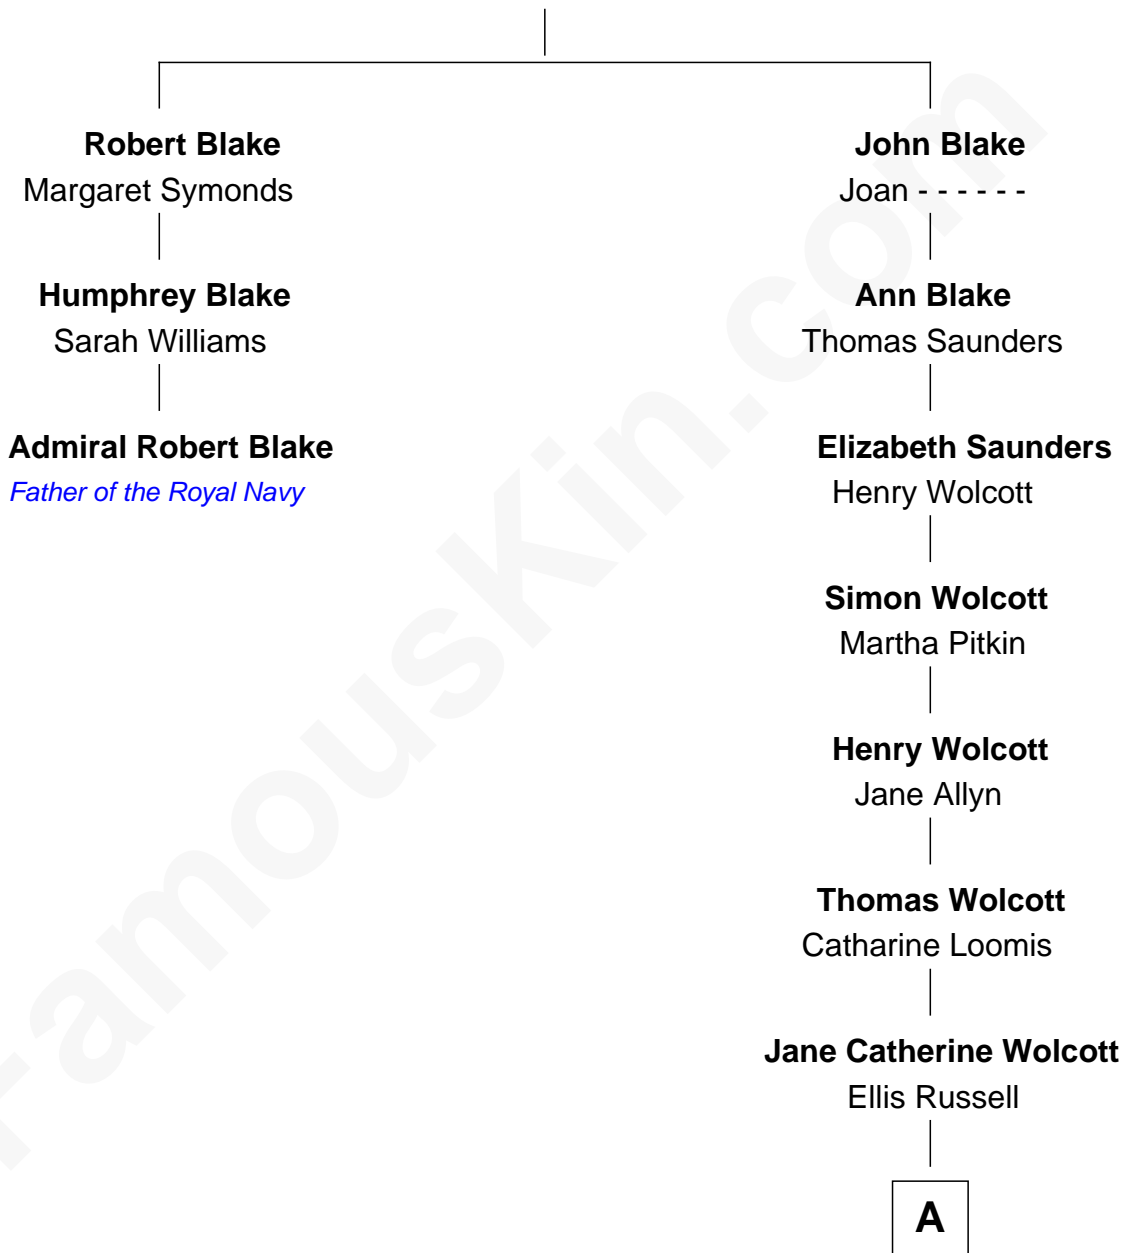 Robert Blake
Margaret Symonds
Humphrey Blake
Sarah Williams
Admiral Robert Blake
Father of the Royal Navy
John Blake
Joan - - - - - -
Ann Blake
Thomas Saunders
Elizabeth Saunders
Henry Wolcott
Simon Wolcott
Martha Pitkin
Henry Wolcott
Jane Allyn
Thomas Wolcott
Catharine Loomis
Jane Catherine Wolcott
Ellis Russell
A
FamousKin.com